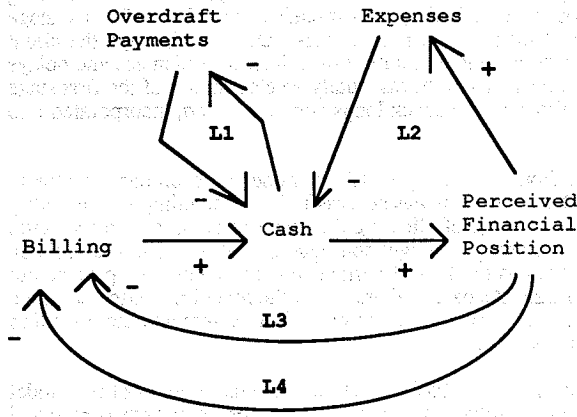 Overdraft
Payments
Expenses
-
+
L1
L2
-
-
Perceived
Financial
Position
Cash
Billing
+
+
-
L3
-
L4